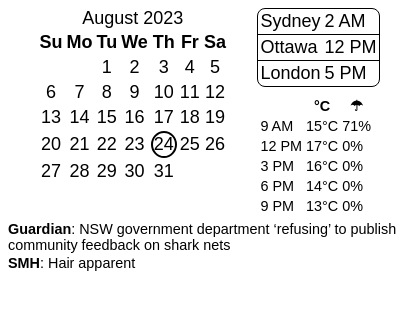 August 2023
Su Mo Tu We Th Fr Sa
1 2 3 4 5
6 7 8 9 10 11 12
13 14 15 16 17 18 19
20 21 22 23 24 25 26
27 28 29 30 31
Sydney 2 AM
Ottawa 12 PM
London 5 PM
°C ☂
9 AM 15°C 71%
12 PM 17°C 0%
3 PM 16°C 0%
6 PM 14°C 0%
9 PM 13°C 0%
Guardian: NSW government department ‘refusing’ to publish
community feedback on shark nets
SMH: Hair apparent